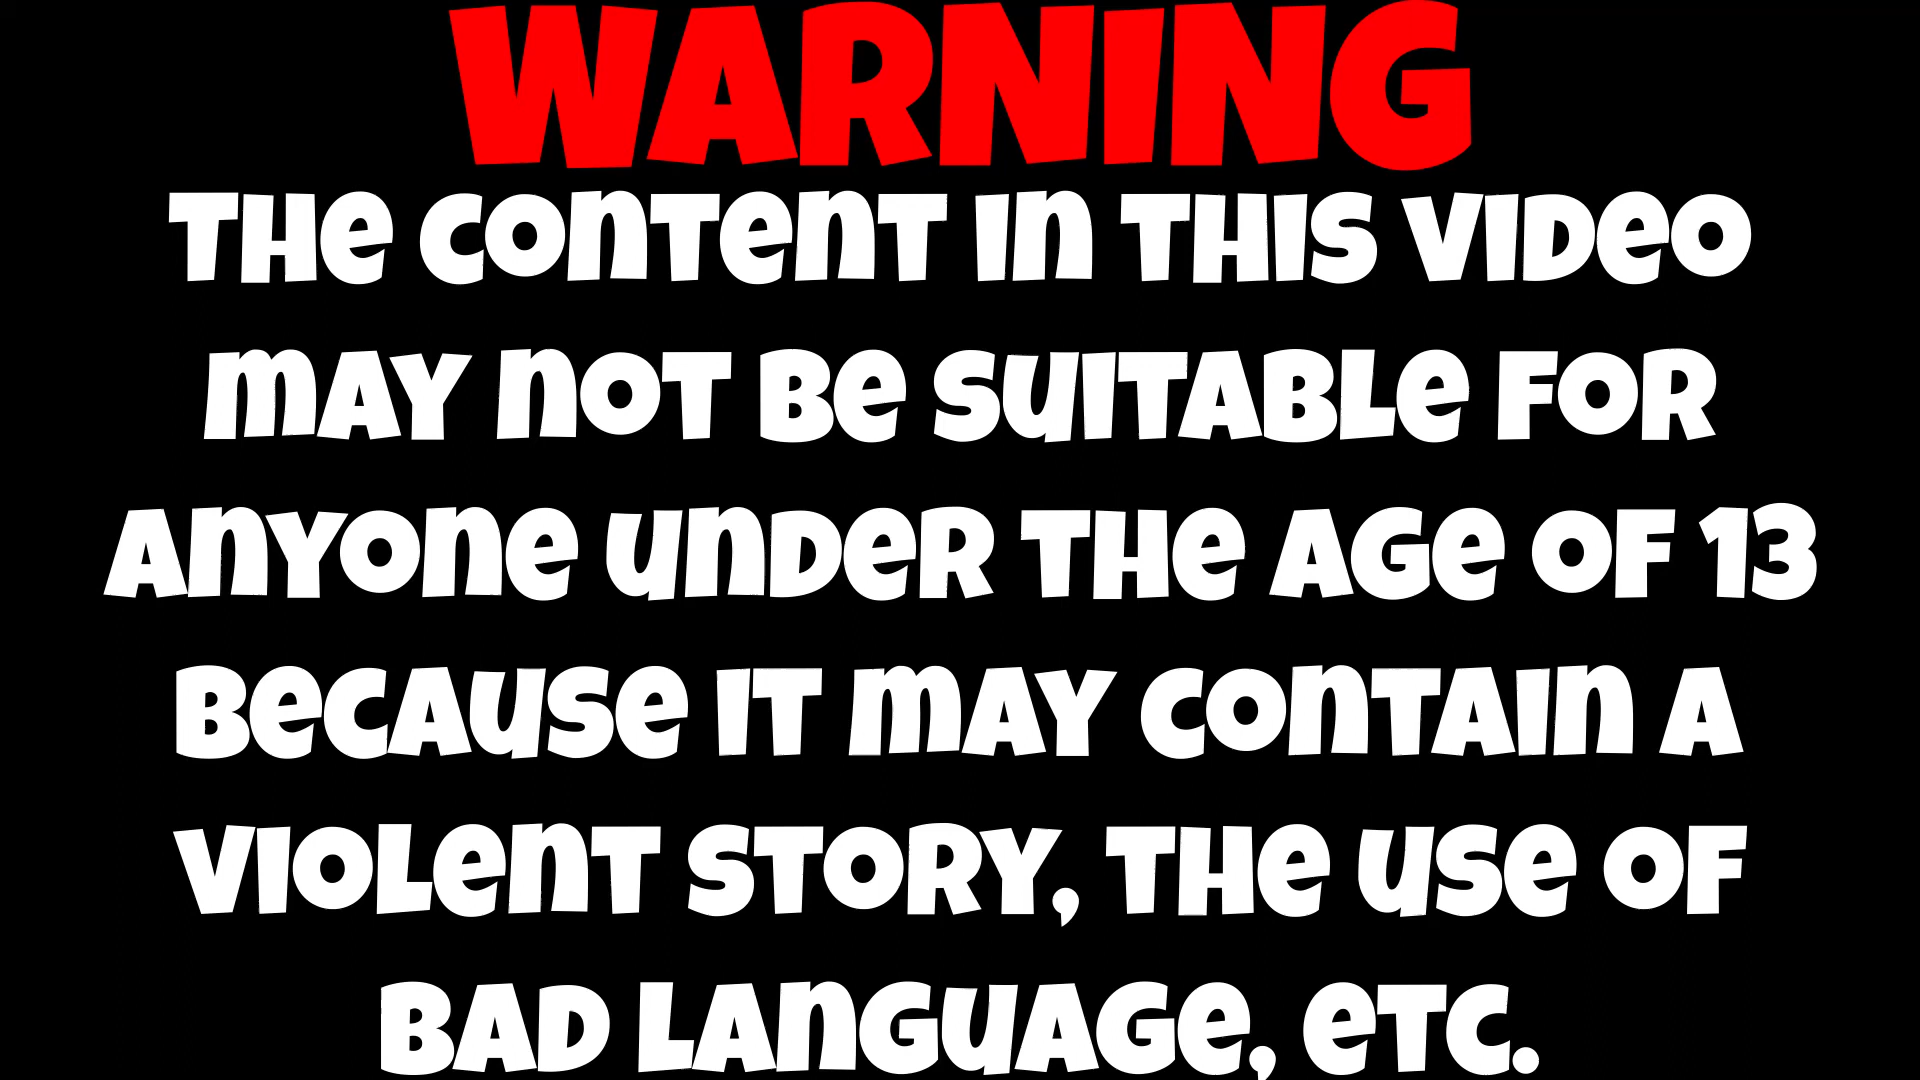 WARNING
THE CONTENT IN THIS VIDEO
MAY NOT BE SUITABLE FOR
ANYONE UNDER THE AGE OF 13
BECAUSE IT MAY CONTAIN A
VIOLENT STORY, THE USE OF
BAD LANGUAGE, ETC.